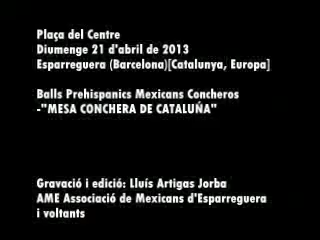 Plaça del Centre
Diumenge 21 d'abril de 2013
Esparreguera (Barcelona)[Catalunya, Europa]
Balls Prehispanics Mexicans Concheros
-"MESA CONCHERA DE CATALUÑA"
Gravació i edició: Lluís Artigas Jorba
AME Associació de Mexicans d'Esparreguera
i voltants